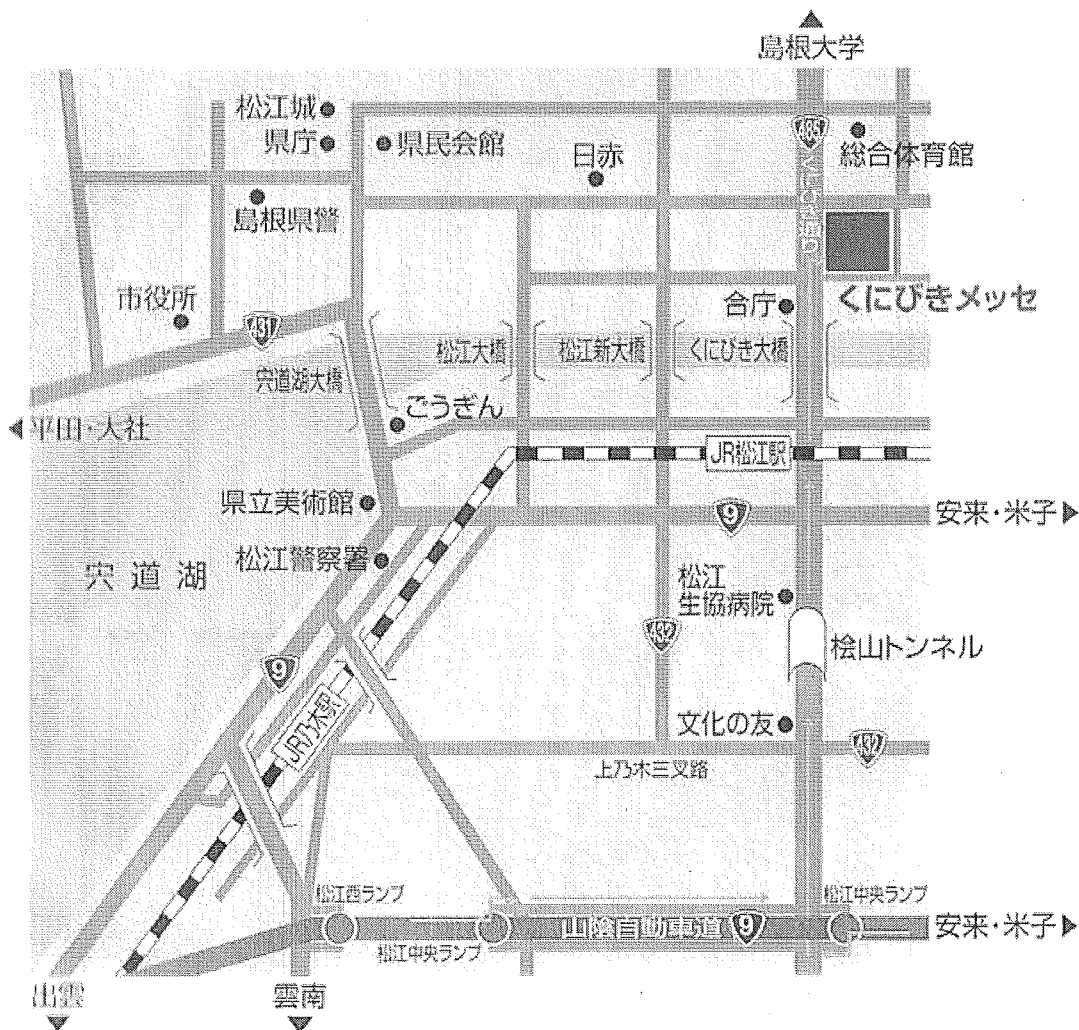 島根大学
松江城
県庁
県民会館
日赤
485
総合体育館
くにびき通り
島根県警
市役所
合庁
くにびきメッセ
431
宍道湖大橋
松江大橋
松江新大橋
くにびき大橋
平田・大社
ごうぎん
JR松江駅
県立美術館
9
安来・米子
松江警察署
宍道湖
松江
生協病院
432
桧山トンネル
9
JR乃木駅
文化の友
432
上乃木三叉路
松江西ランプ
松江中央ランプ
山陰自動車道
9
安来・米子
松江中央ランプ
出雲
雲南